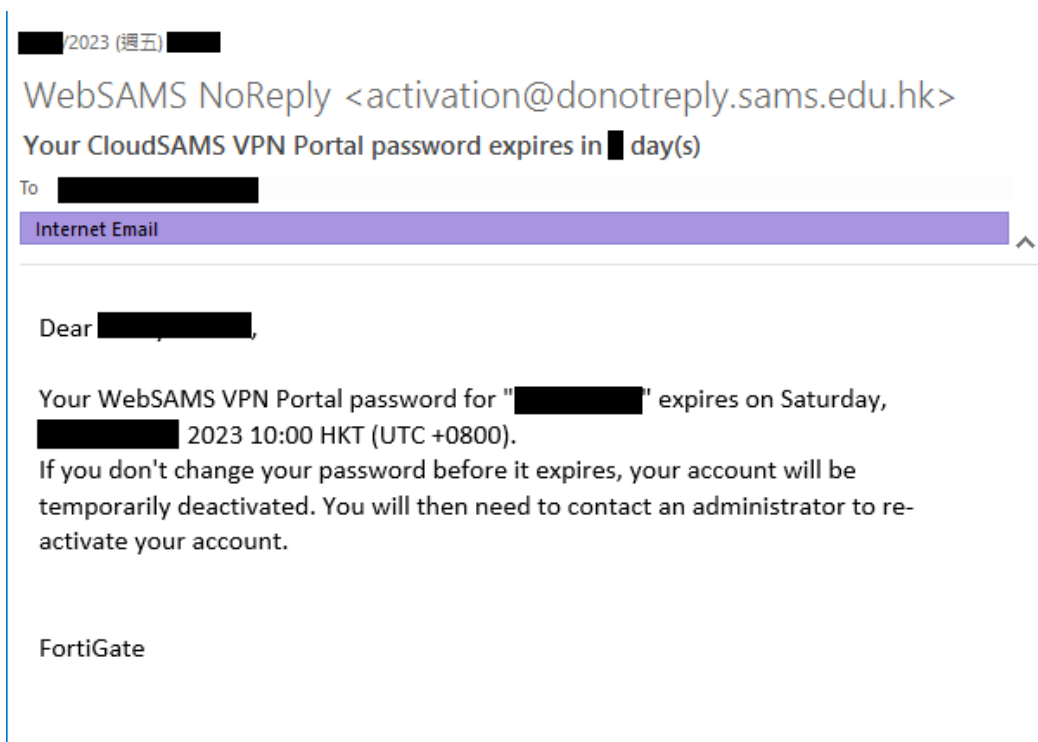 /2023 (週五)
WebSAMS NoReply <activation@donotreply.sams.edu.hk>
Your CloudSAMS VPN Portal password expires in day(s)
To
Internet Email
Dear ,
Your WebSAMS VPN Portal password for "" expires on Saturday,
2023 10:00 HKT (UTC +0800).
If you don't change your password before it expires, your account will be
temporarily deactivated. You will then need to contact an administrator to re-
activate your account.
FortiGate